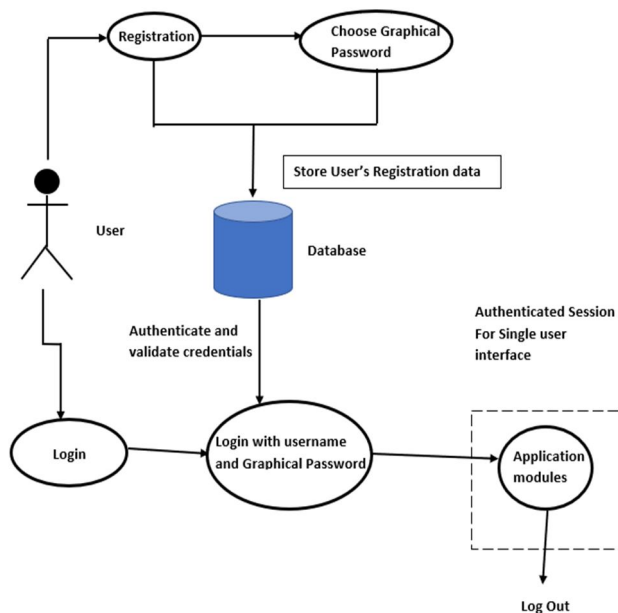 Registration
Choose Graphical
Password
Store User's Registration data
User
Database
Authenticate and
validate credentials
Authenticated Session
For Single user
interface
Login
Login with username
and Graphical Password
Application
modules
Log Out